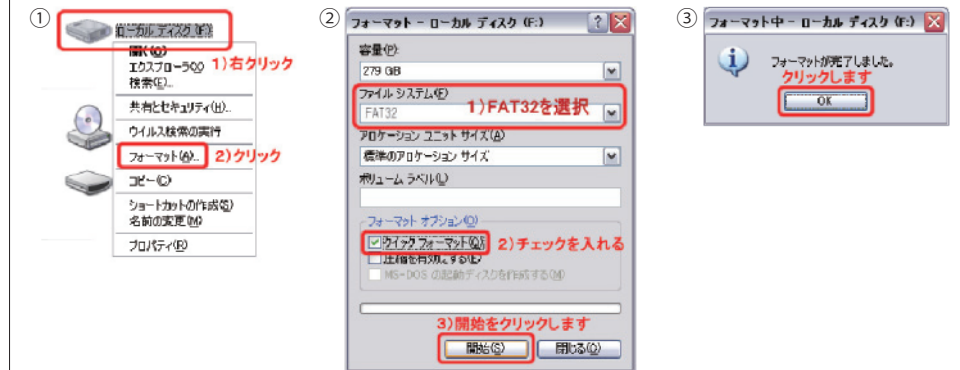 ①
ローカル ディスク (F:)
開く(O)
エクスプローラ(X)
1)右クリック
検索(E)...
共有とセキュリティ(H)...
ウイルス検索の実行
フォーマット(A)...
2)クリック
コピー(C)
ショートカットの作成(S)
名前の変更(M)
プロパティ(R)
②
フォーマット - ローカル ディスク (F:)
容量(P):
279 GB
ファイル システム(F)
FAT32
1)FAT32を選択
アロケーション ユニット サイズ(A)
標準のアロケーション サイズ
ボリューム ラベル(L)
フォーマット オプション(O)
クイック フォーマット(Q)
2)チェックを入れる
圧縮を有効にする(E)
MS-DOS の起動ディスクを作成する(M)
3)開始をクリックします
開始(S)
閉じる(C)
③
フォーマット中 - ローカル ディスク (F:)
フォーマットが完了しました。
クリックします
OK